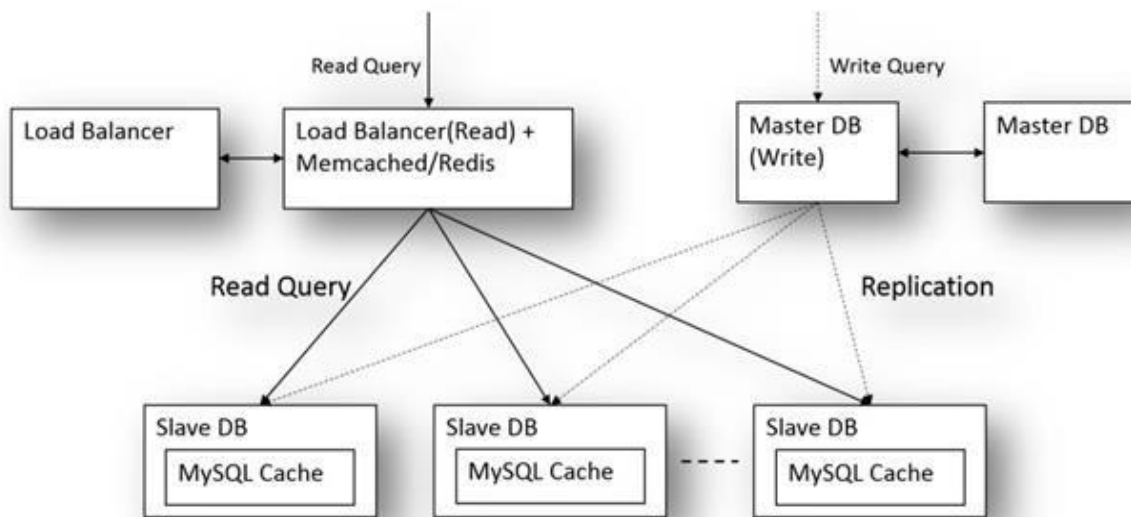 Read Query
Write Query
Load Balancer
Load Balancer(Read) +
Memcached/Redis
Master DB
(Write)
Master DB
Read Query
Replication
Slave DB
MySQL Cache
Slave DB
MySQL Cache
Slave DB
MySQL Cache